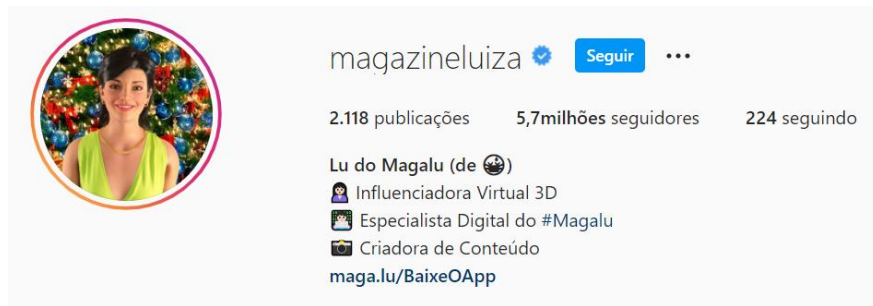 magazineluiza Seguir
2.118 publicações 5,7milhões seguidores 224 seguindo
Lu do Magalu (de 😷)
🙍🏻‍♀️ Influenciadora Virtual 3D
👩🏻‍💻 Especialista Digital do #Magalu
📷 Criadora de Conteúdo
maga.lu/BaixeOApp